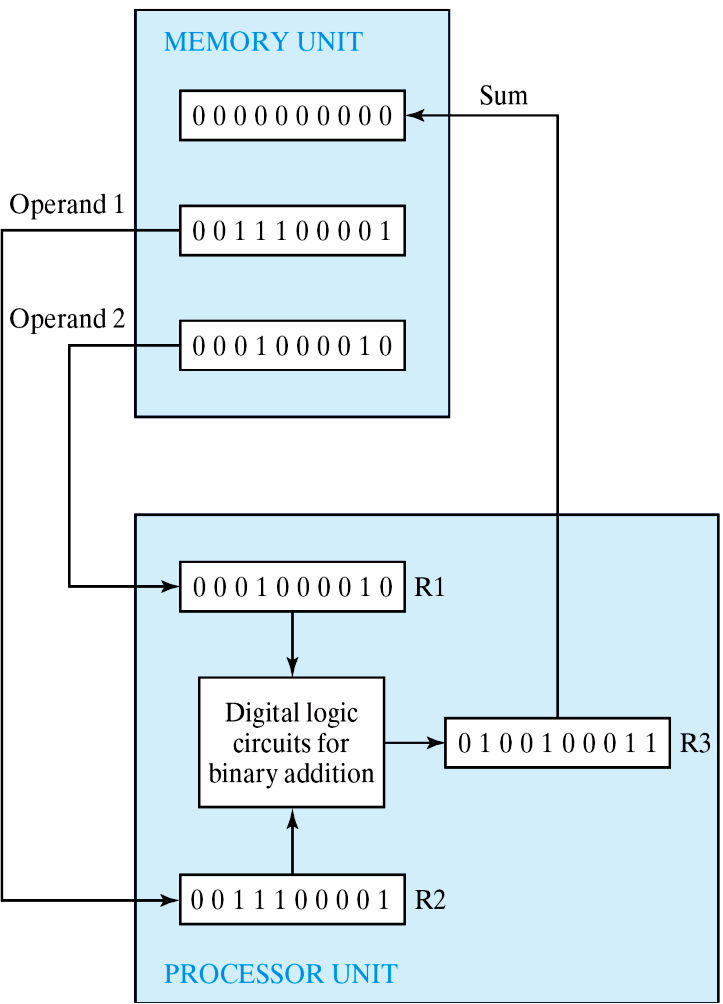 MEMORY UNIT
Sum
0 0 0 0 0 0 0 0 0 0
Operand 1
0 0 1 1 1 0 0 0 0 1
Operand 2
0 0 0 1 0 0 0 0 1 0
0 0 0 1 0 0 0 0 1 0 R1
Digital logic
circuits for
binary addition
0 1 0 0 1 0 0 0 1 1 R3
0 0 1 1 1 0 0 0 0 1 R2
PROCESSOR UNIT